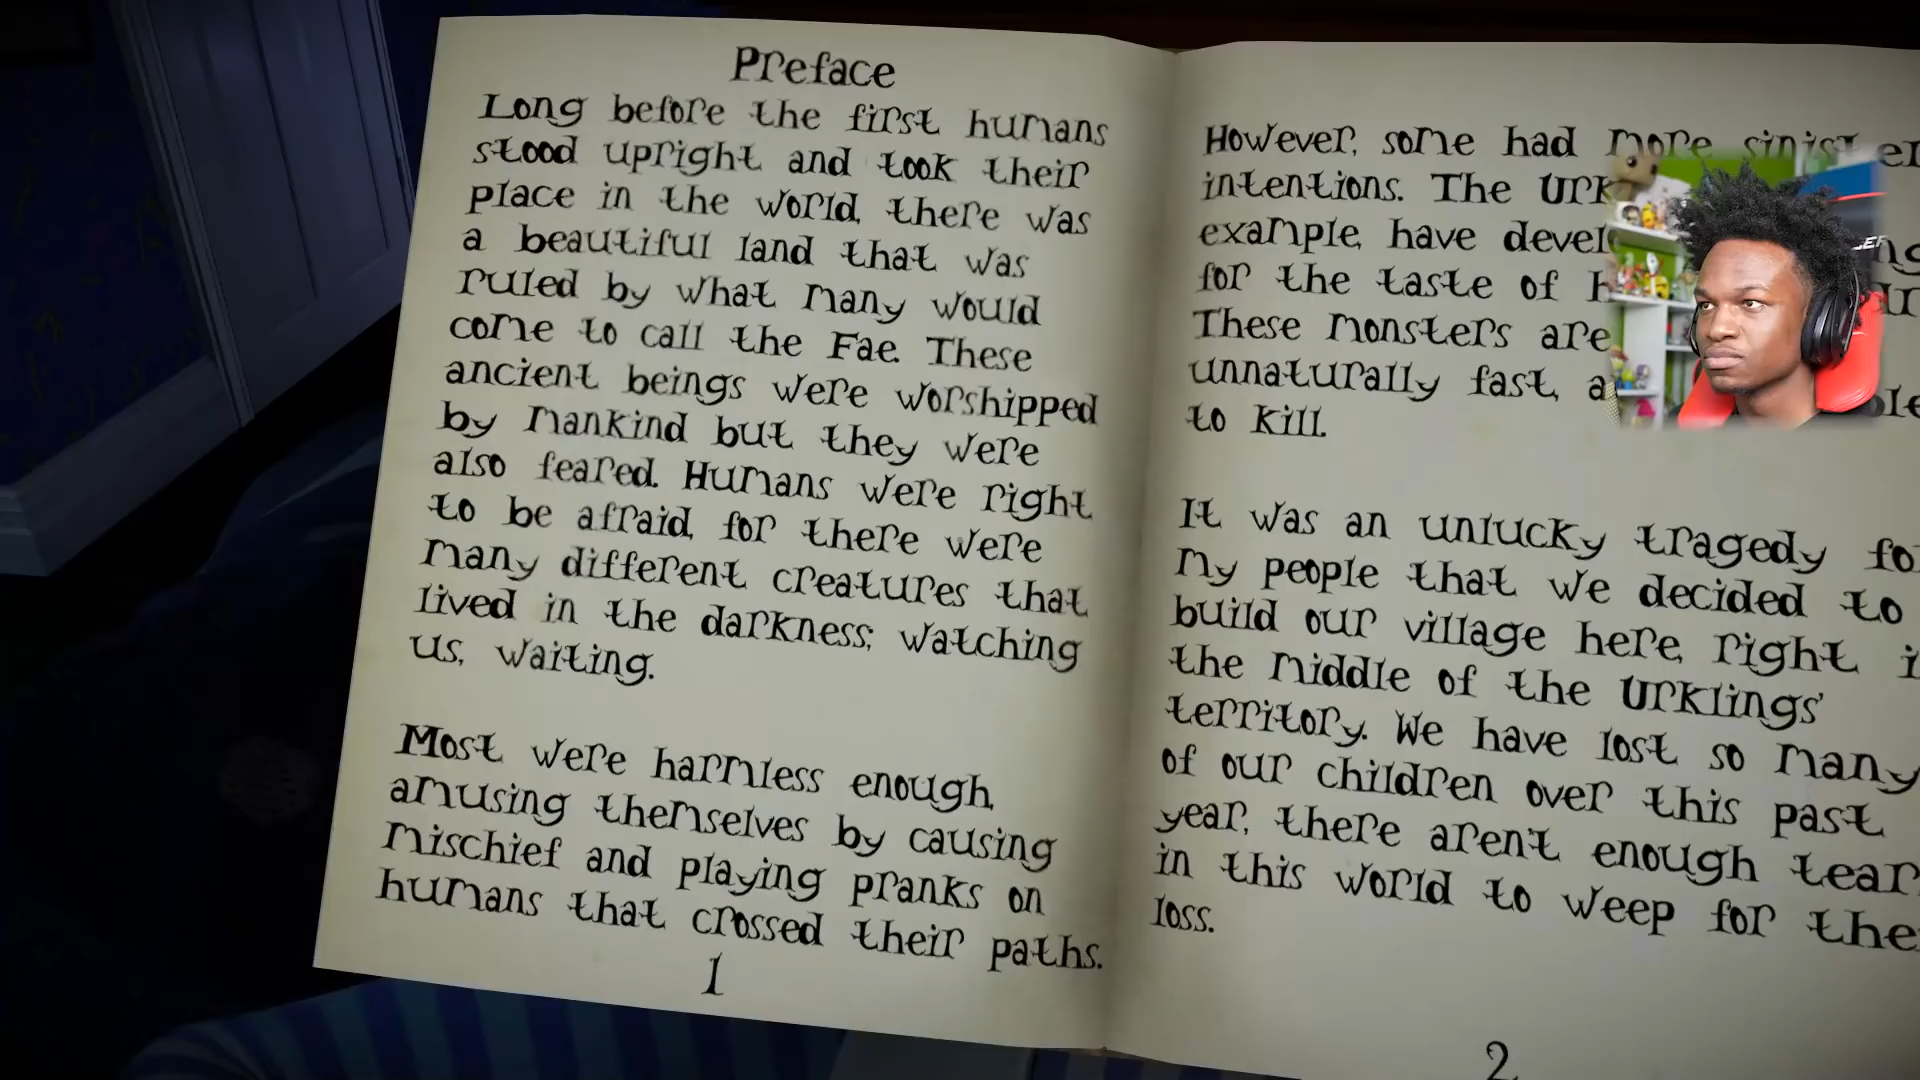 Preface
Long before the first humans
stood upright and took their
place in the world, there was
a beautiful land that was
ruled by what many would
come to call the Fae. These
ancient beings were worshipped
by mankind but they were
also feared. Humans were right
to be afraid, for there were
many different creatures that
lived in the darkness; watching
us, waiting.
Most were harmless enough,
amusing themselves by causing
mischief and playing pranks on
humans that crossed their paths.
1
However, some had more sinister
intentions. The
example, have
for the taste of
These monsters are
unnaturally fast,
to kill.
It was an unlucky tragedy
my people that we decided to
build our village here, right
the middle of the Urklings'
territory. We have lost so many
of our children over this past
year, there aren't enough
in this world to weep for
loss.
2